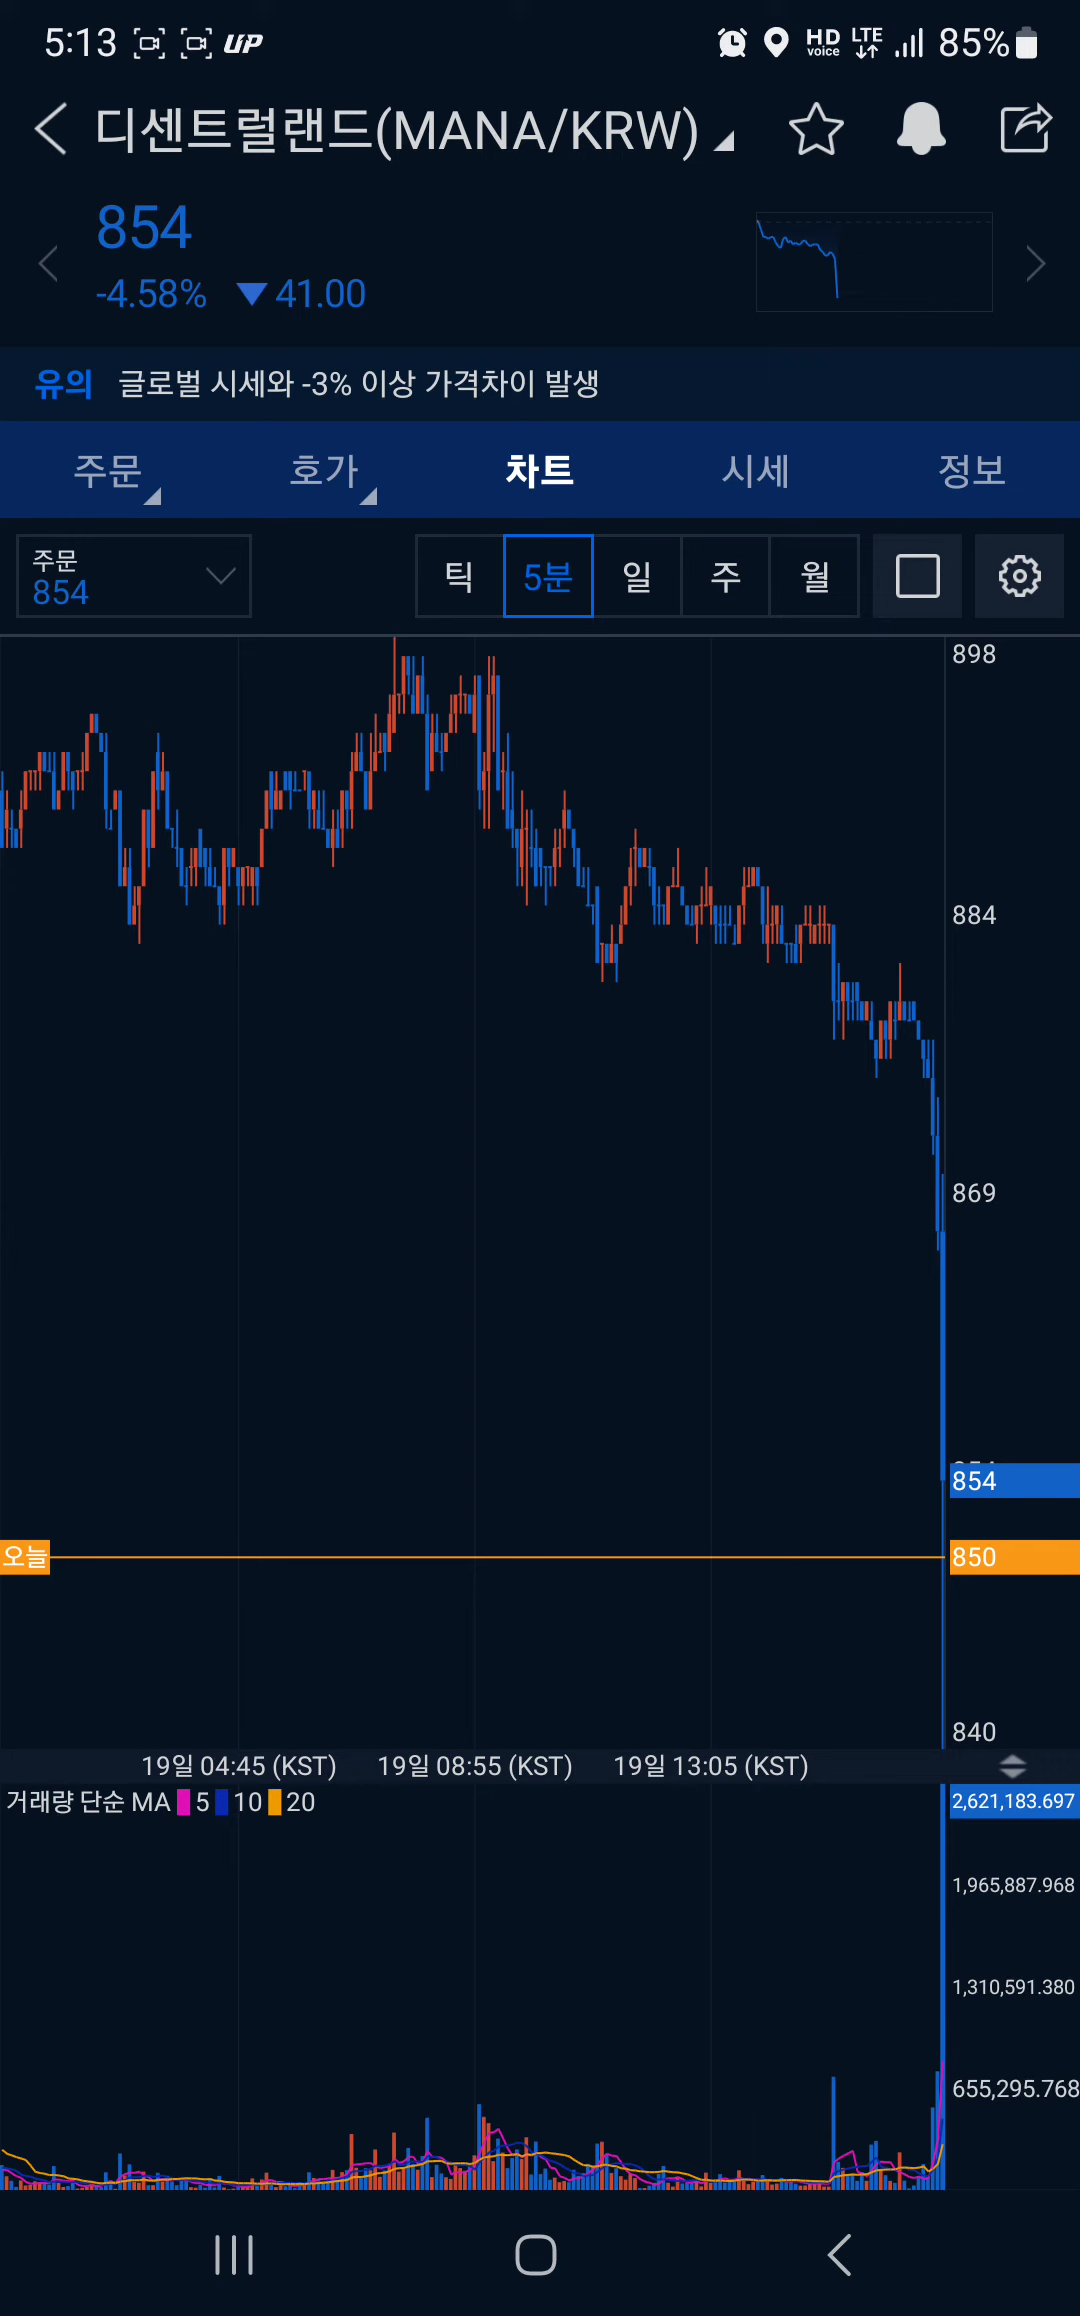 5:13 UP HD voice LTE 85%
디센트럴랜드(MANA/KRW)
854
-4.58% ▼41.00
유의 글로벌 시세와 -3% 이상 가격차이 발생
주문 호가 차트 시세 정보
주문
854
틱 5분 일 주 월
898
884
869
854
오늘 850
840
19일 04:45 (KST) 19일 08:55 (KST) 19일 13:05 (KST)
거래량 단순 MA 5 10 20
2,621,183.697
1,965,887.968
1,310,591.380
655,295.768